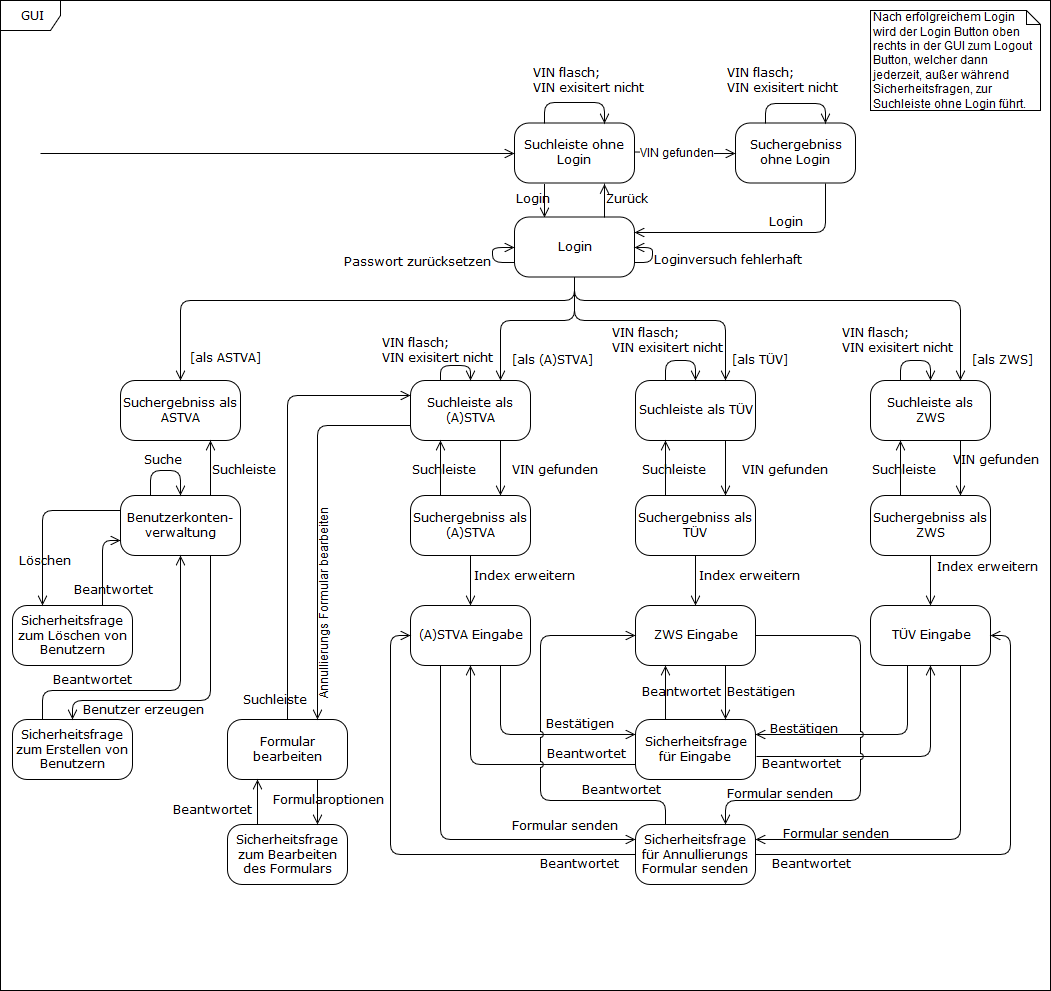 GUI
Nach erfolgreichem Login
wird der Login Button oben
rechts in der GUI zum Logout
Button, welcher dann
jederzeit, außer während
Sicherheitsfragen, zur
Suchleiste ohne Login führt.
VIN flasch;
VIN exisitert nicht
VIN flasch;
VIN exisitert nicht
Suchleiste ohne
Login
VIN gefunden
Suchergebniss
ohne Login
Login
Zurück
Login
Login
Passwort zurücksetzen
Loginversuch fehlerhaft
[als ASTVA]
VIN flasch;
VIN exisitert nicht
[als (A)STVA]
VIN flasch;
VIN exisitert nicht
[als TÜV]
VIN flasch;
VIN exisitert nicht
[als ZWS]
Suchergebniss als
ASTVA
Suchleiste als
(A)STVA
Suchleiste als TÜV
Suchleiste als
ZWS
Suche
Suchleiste
Suchleiste
VIN gefunden
Suchleiste
VIN gefunden
Suchleiste
VIN gefunden
Benutzerkonten-
verwaltung
Suchergebniss als
(A)STVA
Suchergebniss als
TÜV
Suchergebniss als
ZWS
Löschen
Beantwortet
Annullierungs Formular bearbeiten
Index erweitern
Index erweitern
Index erweitern
Sicherheitsfrage
zum Löschen von
Benutzern
(A)STVA Eingabe
ZWS Eingabe
TÜV Eingabe
Beantwortet
Benutzer erzeugen
Suchleiste
Beantwortet
Bestätigen
Bestätigen
Bestätigen
Sicherheitsfrage
zum Erstellen von
Benutzern
Formular
bearbeiten
Sicherheitsfrage
für Eingabe
Beantwortet
Beantwortet
Beantwortet
Formularoptionen
Beantwortet
Formular senden
Formular senden
Formular senden
Sicherheitsfrage
zum Bearbeiten
des Formulars
Sicherheitsfrage
für Annullierungs
Formular senden
Beantwortet
Beantwortet